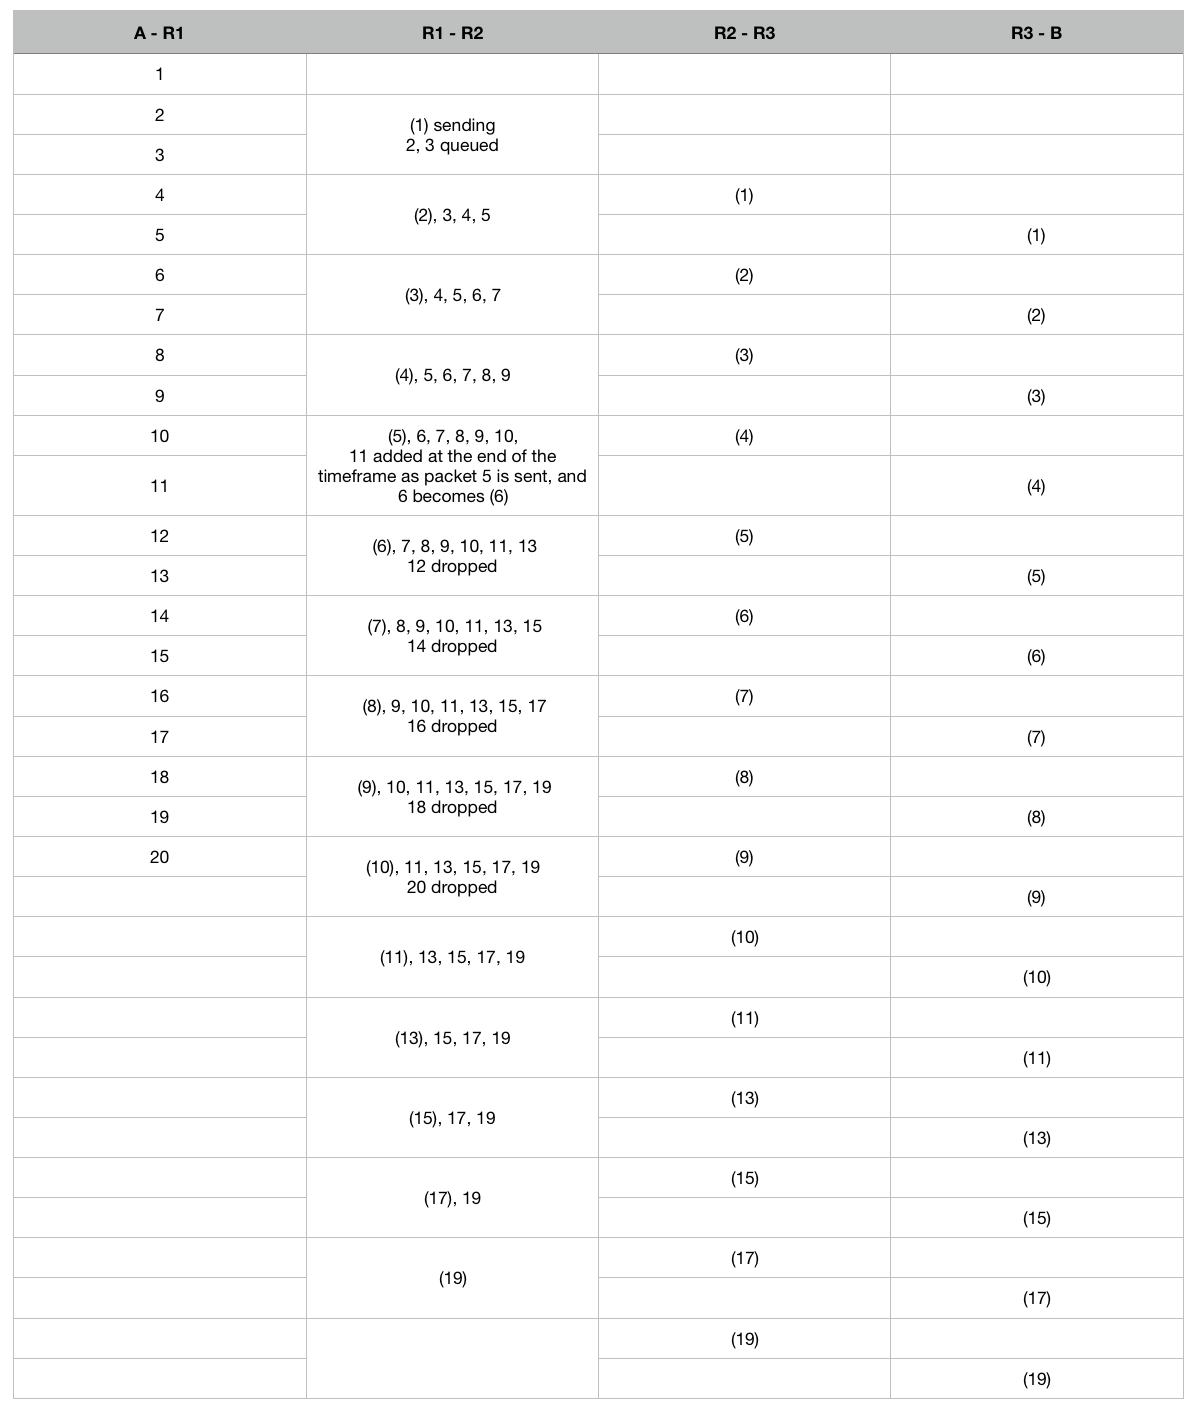 A - R1
R1 - R2
R2 - R3
R3 - B
1
2
(1) sending
2, 3 queued
3
4
(2), 3, 4, 5
(1)
5
(1)
6
(3), 4, 5, 6, 7
(2)
7
(2)
8
(4), 5, 6, 7, 8, 9
(3)
9
(3)
10
(5), 6, 7, 8, 9, 10,
11 added at the end of the
timeframe as packet 5 is sent, and
6 becomes (6)
(4)
11
(4)
12
(6), 7, 8, 9, 10, 11, 13
12 dropped
(5)
13
(5)
14
(7), 8, 9, 10, 11, 13, 15
14 dropped
(6)
15
(6)
16
(8), 9, 10, 11, 13, 15, 17
16 dropped
(7)
17
(7)
18
(9), 10, 11, 13, 15, 17, 19
18 dropped
(8)
19
(8)
20
(10), 11, 13, 15, 17, 19
20 dropped
(9)
(9)
(11), 13, 15, 17, 19
(10)
(10)
(13), 15, 17, 19
(11)
(11)
(15), 17, 19
(13)
(13)
(17), 19
(15)
(15)
(19)
(17)
(17)
(19)
(19)